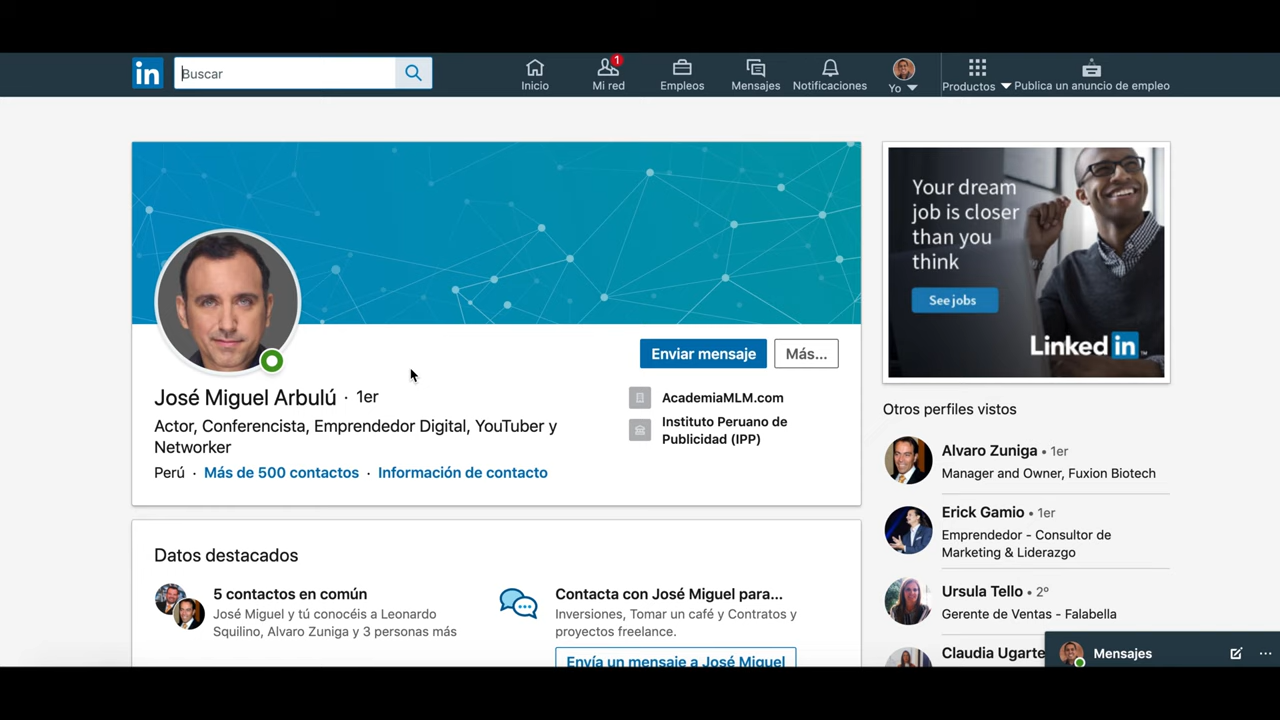 in
Buscar
1
Inicio
Mi red
Empleos
Mensajes
Notificaciones
Yo
Productos
Publica un anuncio de empleo
Your dream
job is closer
than you
think
See jobs
Linked in
José Miguel Arbulú · 1er
Actor, Conferencista, Emprendedor Digital, YouTuber y
Networker
Perú · Más de 500 contactos · Información de contacto
Enviar mensaje
Más...
AcademiaMLM.com
Instituto Peruano de
Publicidad (IPP)
Datos destacados
5 contactos en común
José Miguel y tú conocéis a Leonardo
Squilino, Alvaro Zuniga y 3 personas más
Contacta con José Miguel para...
Inversiones, Tomar un café y Contratos y
proyectos freelance.
Envía un mensaje a José Miguel
Otros perfiles vistos
Alvaro Zuniga • 1er
Manager and Owner, Fuxion Biotech
Erick Gamio • 1er
Emprendedor - Consultor de
Marketing & Liderazgo
Ursula Tello • 2º
Gerente de Ventas - Falabella
Claudia Ugarte
Mensajes